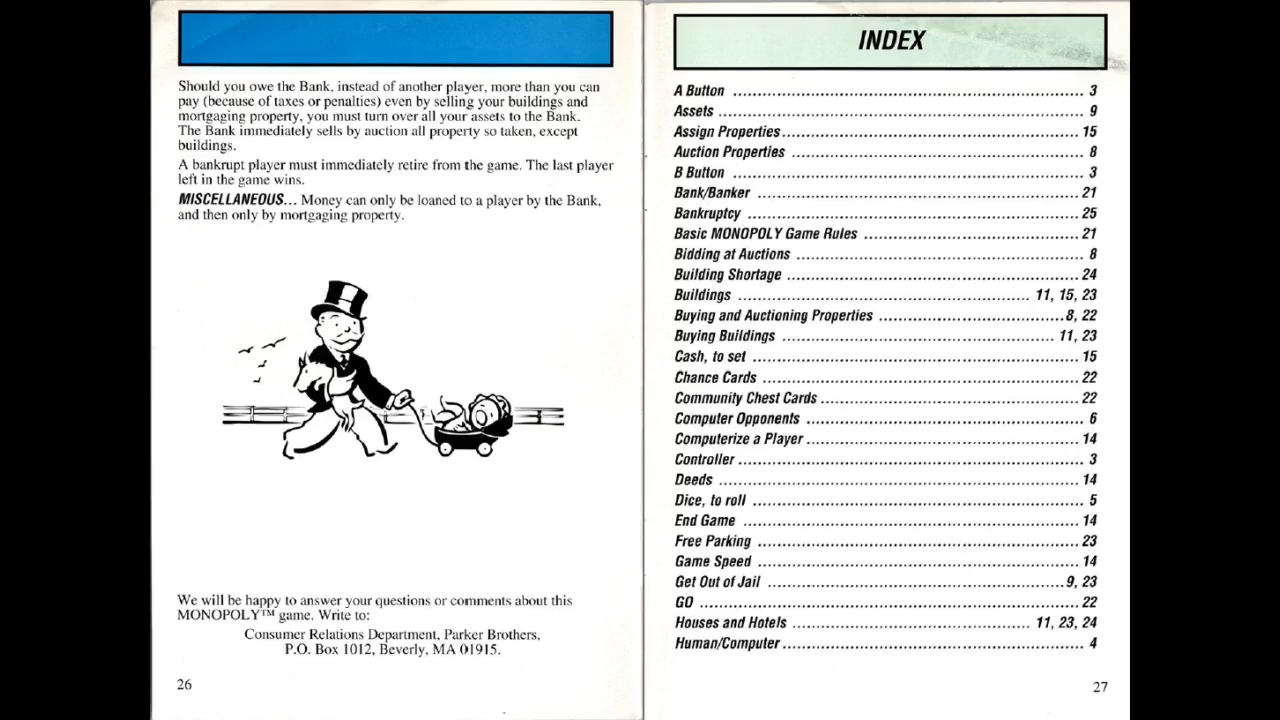 Should you owe the Bank, instead of another player, more than you can
pay (because of taxes or penalties) even by selling your buildings and
mortgaging property, you must turn over all your assets to the Bank.
The Bank immediately sells by auction all property so taken, except
buildings.
A bankrupt player must immediately retire from the game. The last player
left in the game wins.
MISCELLANEOUS... Money can only be loaned to a player by the Bank,
and then only by mortgaging property.
We will be happy to answer your questions or comments about this
MONOPOLY™ game. Write to:
Consumer Relations Department, Parker Brothers,
P.O. Box 1012, Beverly, MA 01915.
26
INDEX
A Button ........ 3
Assets ........ 9
Assign Properties ........ 15
Auction Properties ........ 8
B Button ........ 3
Bank/Banker ........ 21
Bankruptcy ........ 25
Basic MONOPOLY Game Rules ........ 21
Bidding at Auctions ........ 8
Building Shortage ........ 24
Buildings ........ 11, 15, 23
Buying and Auctioning Properties ........ 8, 22
Buying Buildings ........ 11, 23
Cash, to set ........ 15
Chance Cards ........ 22
Community Chest Cards ........ 22
Computer Opponents ........ 6
Computerize a Player ........ 14
Controller ........ 3
Deeds ........ 14
Dice, to roll ........ 5
End Game ........ 14
Free Parking ........ 23
Game Speed ........ 14
Get Out of Jail ........ 9, 23
GO ........ 22
Houses and Hotels ........ 11, 23, 24
Human/Computer ........ 4
27